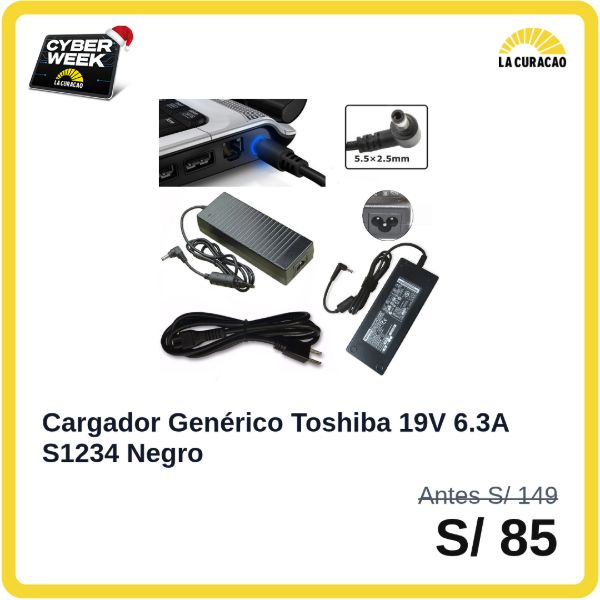 CYBER
WEEK
LA CURACAO
LA CURACAO
5.5×2.5mm
Cargador Genérico Toshiba 19V 6.3A
S1234 Negro
Antes S/ 149
S/ 85